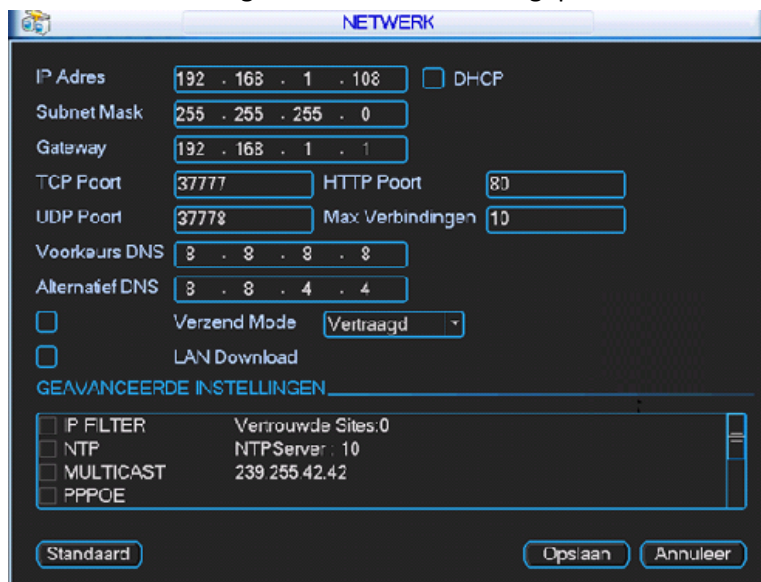 NETWERK
IP Adres 192 . 168 . 1 . 108 DHCP
Subnet Mask 255 . 255 . 255 . 0
Gateway 192 . 168 . 1 . 1
TCP Poort 37777 HTTP Poort 80
UDP Poort 37778 Max Verbindingen 10
Voorkeurs DNS 8 . 8 . 8 . 8
Alternatief DNS 8 . 8 . 4 . 4
Verzend Mode Vertraagd
LAN Download
GEAVANCEERDE INSTELLINGEN
IP FILTER Vertrouwde Sites:0
NTP NTPServer : 10
MULTICAST 239.255.42.42
PPPOE
Standaard Opslaan Annuleer